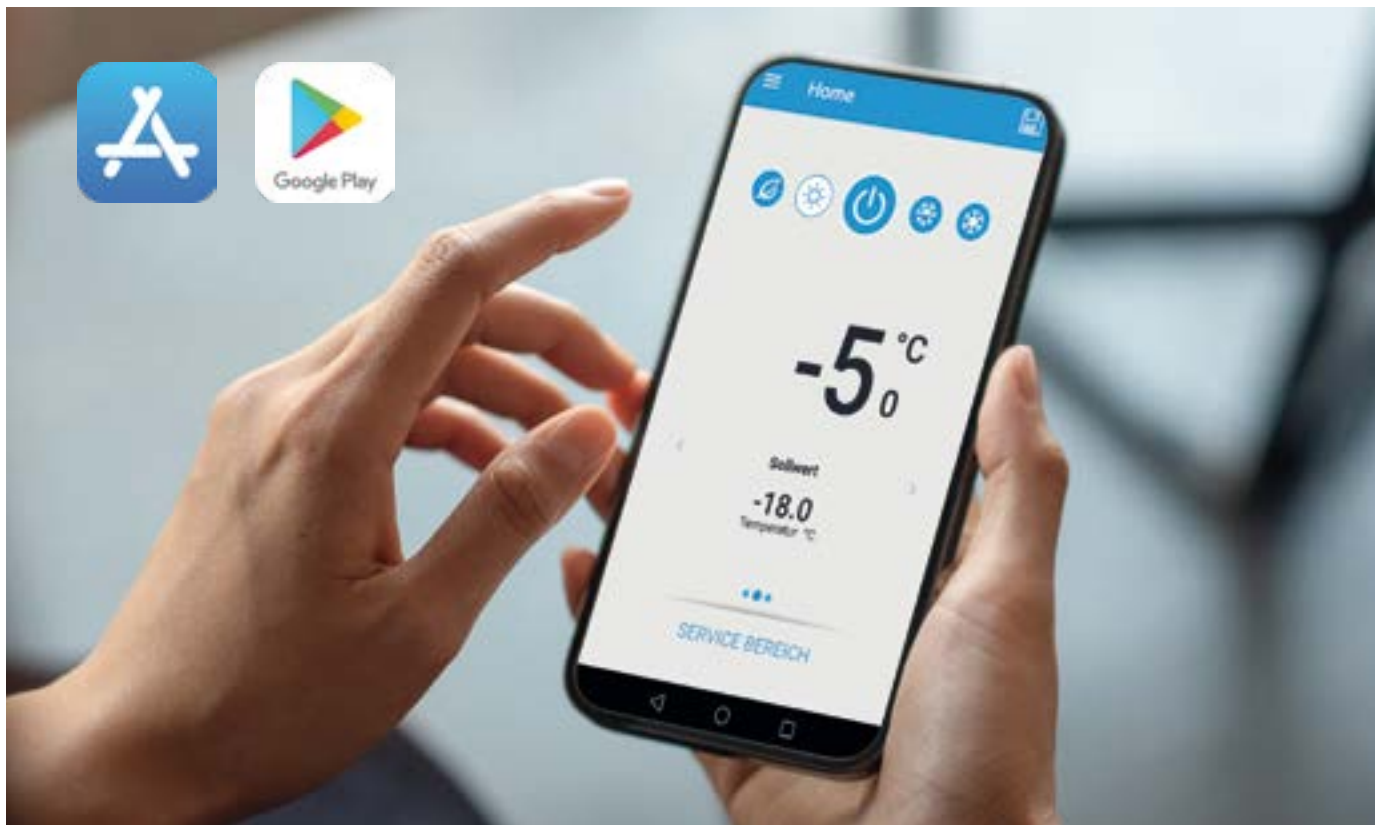 Google Play
Home
-5 °C
0
Sollwert
-18.0
Temperatur °C
SERVICE BEREICH